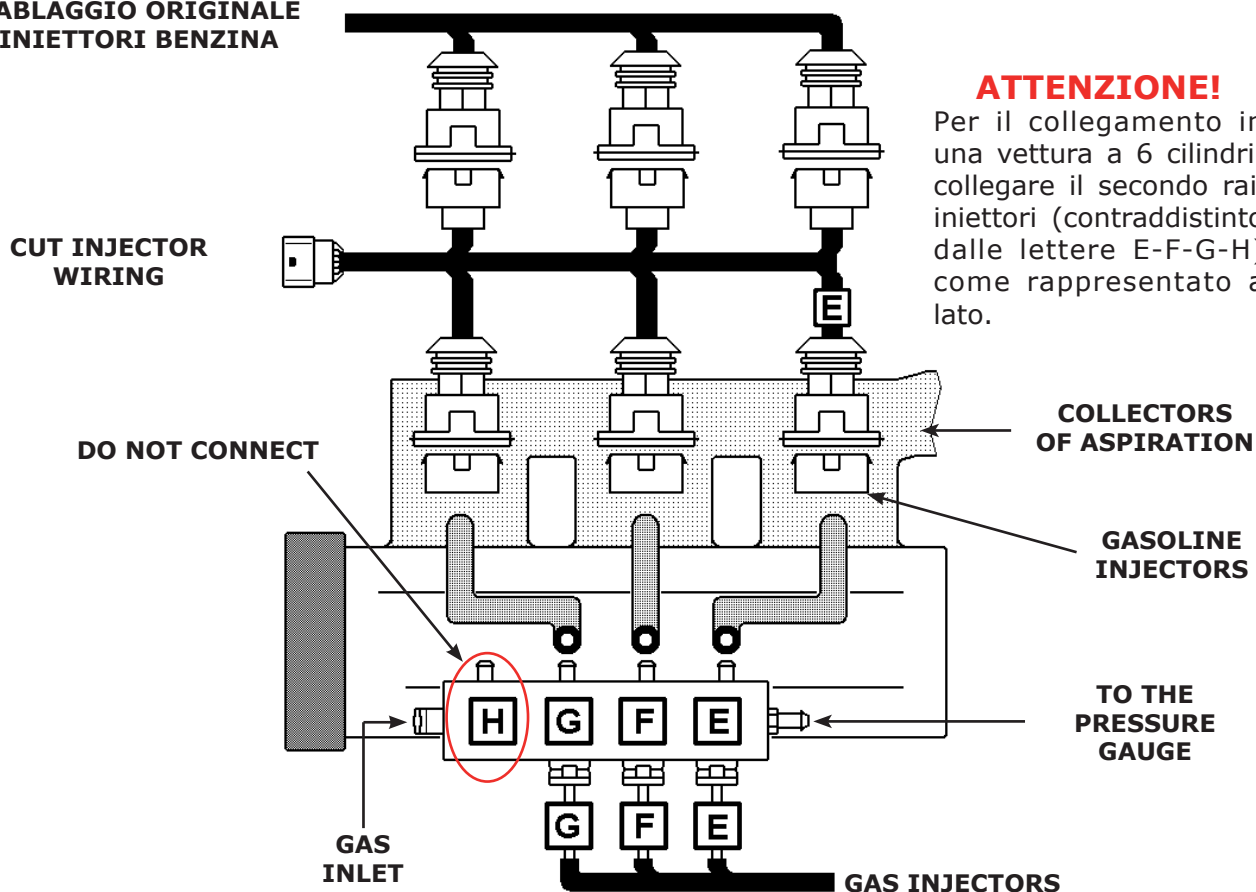 ABLAGGIO ORIGINALE
INIETTORI BENZINA
ATTENZIONE!
Per il collegamento in
una vettura a 6 cilindri
collegare il secondo rai
iniettori (contraddistinto
dalle lettere E-F-G-H)
come rappresentato a
lato.
CUT INJECTOR
WIRING
E
COLLECTORS
OF ASPIRATION
DO NOT CONNECT
GASOLINE
INJECTORS
H G F E
TO THE
PRESSURE
GAUGE
G F E
GAS
INLET
GAS INJECTORS